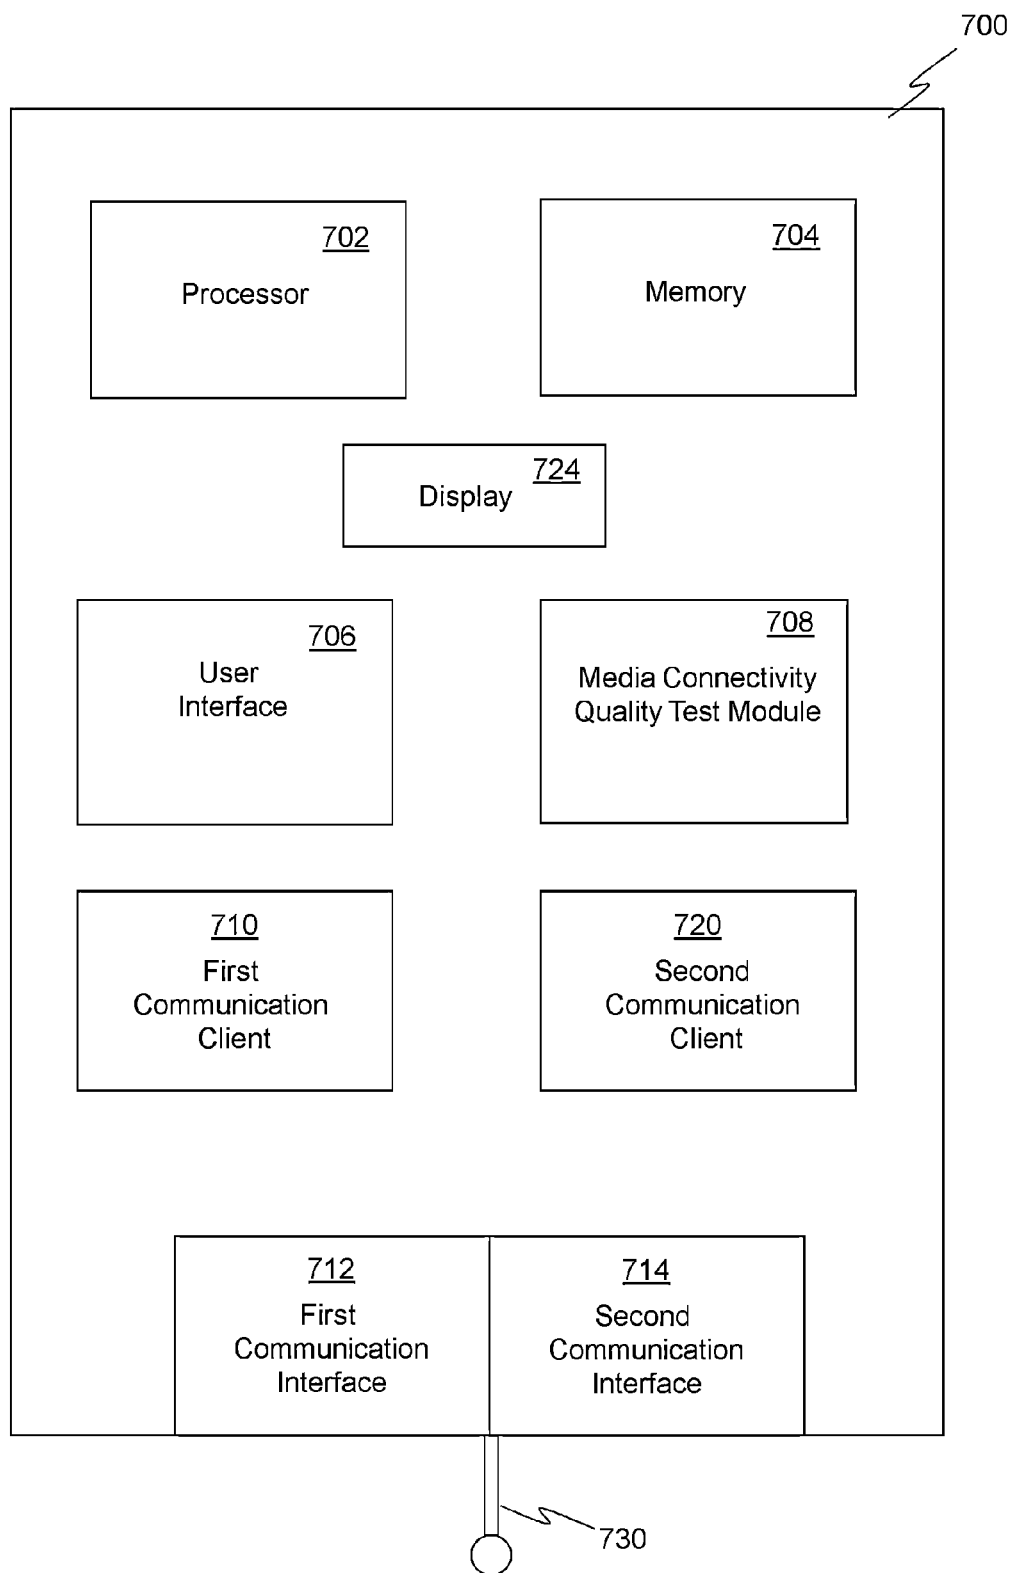 700
702
Processor
704
Memory
724
Display
706
User
Interface
708
Media Connectivity
Quality Test Module
710
First
Communication
Client
720
Second
Communication
Client
712
First
Communication
Interface
714
Second
Communication
Interface
730